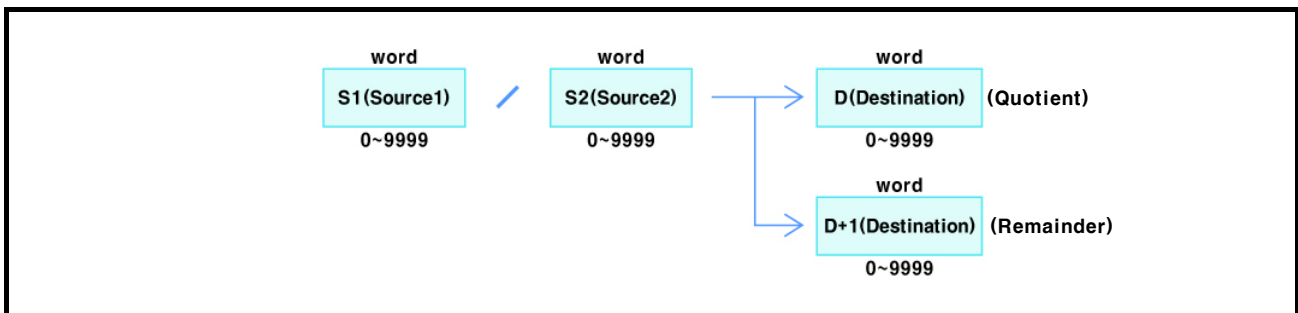 word word word
S1(Source1) / S2(Source2) D(Destination) (Quotient)
0~9999 0~9999 0~9999
word
D+1(Destination) (Remainder)
0~9999